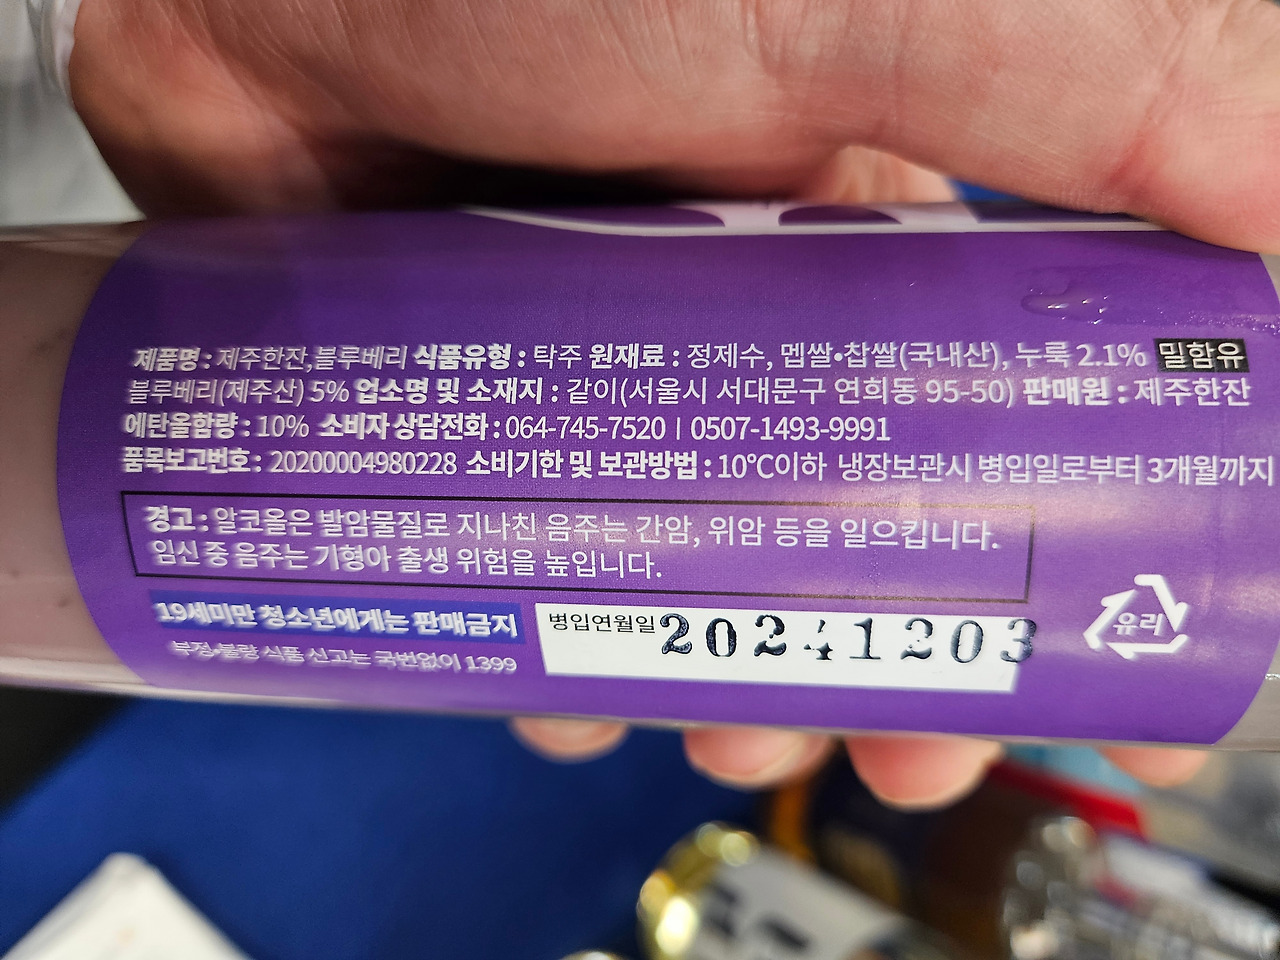 제품명 : 제주한잔,블루베리 식품유형 : 탁주 원재료 : 정제수, 멥쌀•찹쌀(국내산), 누룩 2.1% 밀함유
블루베리(제주산) 5% 업소명 및 소재지 : 같이(서울시 서대문구 연희동 95-50) 판매원 : 제주한잔
에탄올함량 : 10% 소비자 상담전화 : 064-745-7520 | 0507-1493-9991
품목보고번호 : 20200004980228 소비기한 및 보관방법 : 10℃이하 냉장보관시 병입일로부터 3개월까지
경고 : 알코올은 발암물질로 지나친 음주는 간암, 위암 등을 일으킵니다.
임신 중 음주는 기형아 출생 위험을 높입니다.
19세미만 청소년에게는 판매금지
부정•불량 식품 신고는 국번없이 1399
병입연월일 20241203
유리